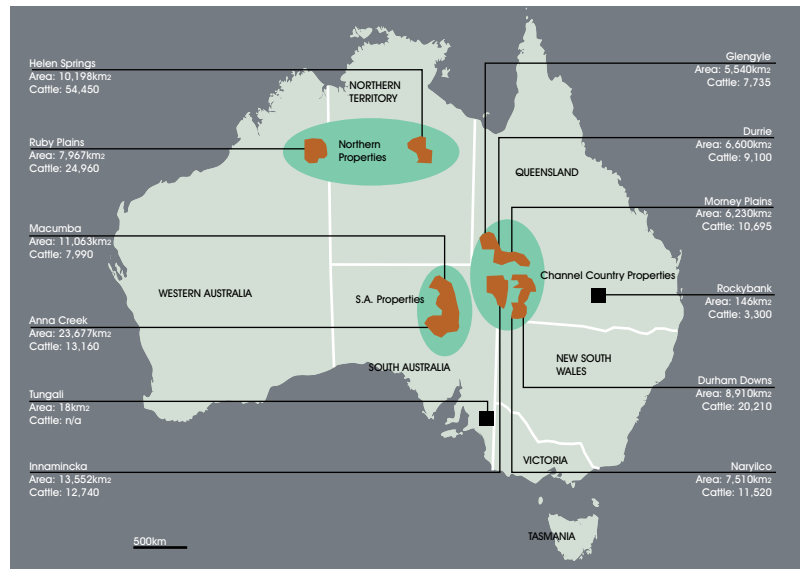 Helen Springs
Area: 10,198km2
Cattle: 54,450
Ruby Plains
Area: 7,967km2
Cattle: 24,960
Macumba
Area: 11,063km2
Cattle: 7,990
Anna Creek
Area: 23,677km2
Cattle: 13,160
Tungali
Area: 18km2
Cattle: n/a
Innamincka
Area: 13,552km2
Cattle: 12,740
500km
NORTHERN
TERRITORY
Northern
Properties
QUEENSLAND
Channel Country Properties
WESTERN AUSTRALIA
S.A. Properties
SOUTH AUSTRALIA
NEW SOUTH
WALES
VICTORIA
TASMANIA
Glengyle
Area: 5,540km2
Cattle: 7,735
Durrie
Area: 6,600km2
Cattle: 9,100
Morney Plains
Area: 6,230km2
Cattle: 10,695
Rockybank
Area: 146km2
Cattle: 3,300
Durham Downs
Area: 8,910km2
Cattle: 20,210
Naryilco
Area: 7,510km2
Cattle: 11,520